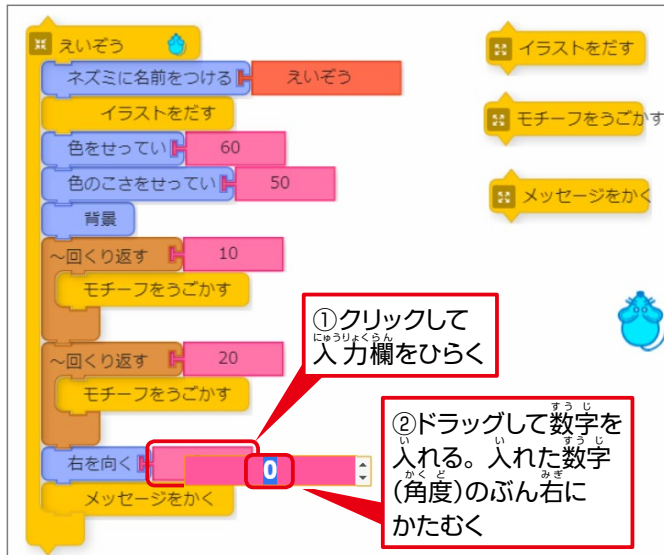 えいぞう
ネズミに名前をつける えいぞう
イラストをだす
色をせってい 60
色のこさをせってい 50
背景
～回くり返す 10
モチーフをうごかす
～回くり返す 20
モチーフをうごかす
右を向く 0
メッセージをかく
イラストをだす
モチーフをうごかす
メッセージをかく
①クリックして
にゅうりょくらん
入力欄をひらく
すうじ
②ドラッグして数字を
い い すうじ
入れる。入れた数字
かくど みぎ
(角度)のぶん右に
かたむく